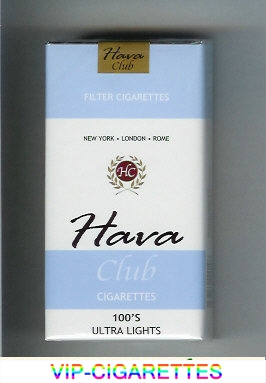 Hava
Club
FILTER CIGARETTES
NEW YORK • LONDON • ROME
HC
Hava
Club
CIGARETTES
100'S
ULTRA LIGHTS
VIP-CIGARETTES